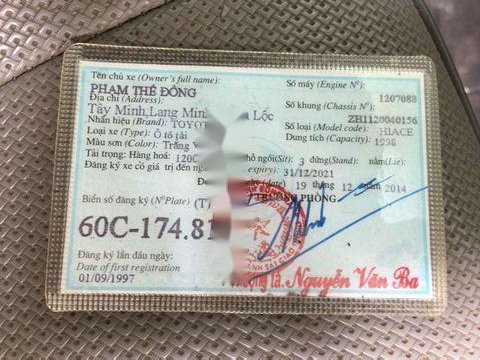 Tên chủ xe (Owner's full name):
PHẠM THẾ ĐÔNG
Địa chỉ (Address):
Tây Minh,Lang Minh Lộc
Nhãn hiệu (Brand): TOYO
Loại xe (Type): Ô tô tải
Màu sơn (Color): Trắng
Tải trọng: Hàng hoá: 120
Đăng ký xe có giá trị đến
Biển số đăng ký (N°Plate)
60C-174.81
Đăng ký lần đầu ngày:
Date of first registration
01/09/1997
Số máy (Engine N°):
1207088
Số khung (Chassis N°):
ZH1120040156
Số loại (Model code): HIACE
Dung tích (Capacity): 1998
ngồi(Sit): 3 đứng(Stand): nằm(Lie):
expiry): 31/12/2021
19 tháng 12 năm 2014
TRƯỞNG PHÒNG
Nguyễn Văn Ba